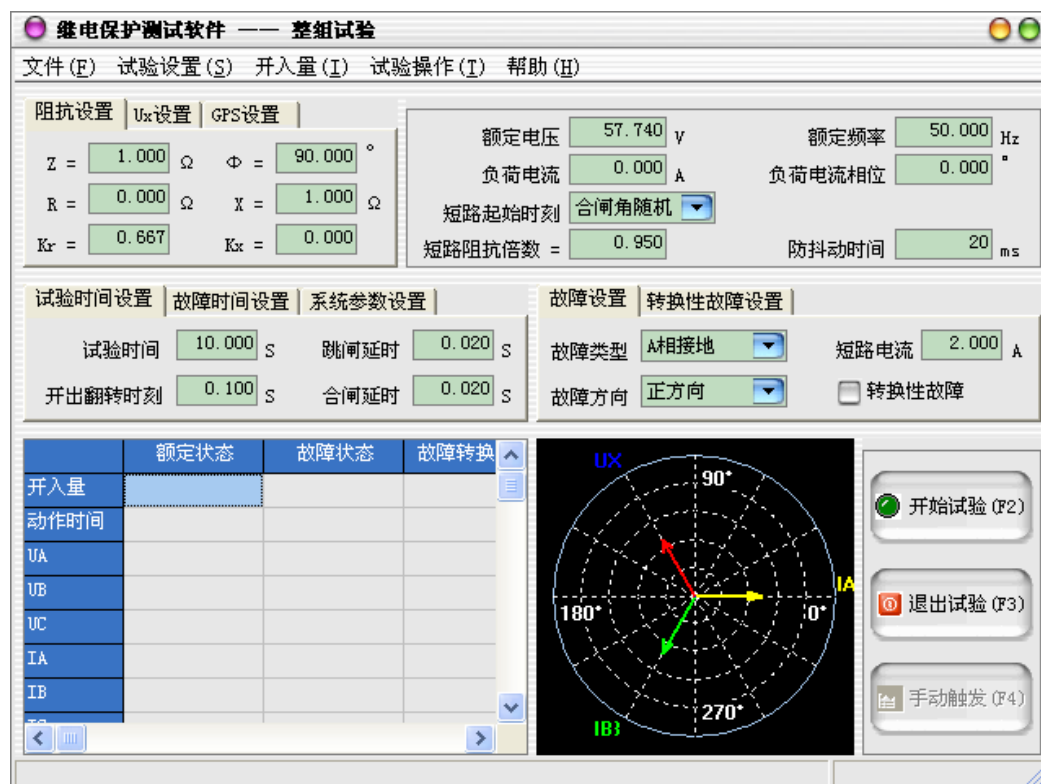 继电保护测试软件 —— 整组试验
文件(F) 试验设置(S) 开入量(I) 试验操作(T) 帮助(H)
阻抗设置 Ux设置 GPS设置
Z = 1.000 Ω Φ = 90.000 °
R = 0.000 Ω X = 1.000 Ω
Kr = 0.667 Kx = 0.000
额定电压 57.740 V 额定频率 50.000 Hz
负荷电流 0.000 A 负荷电流相位 0.000 °
短路起始时刻 合闸角随机
短路阻抗倍数 = 0.950 防抖动时间 20 ms
试验时间设置 故障时间设置 系统参数设置
试验时间 10.000 S 跳闸延时 0.020 S
开出翻转时刻 0.100 S 合闸延时 0.020 S
故障设置 转换性故障设置
故障类型 A相接地 短路电流 2.000 A
故障方向 正方向 转换性故障
额定状态 故障状态 故障转换
开入量
动作时间
UA
UB
UC
IA
IB
UX
90°
IA
180°
0°
270°
开始试验(F2)
退出试验(F3)
手动触发(F4)